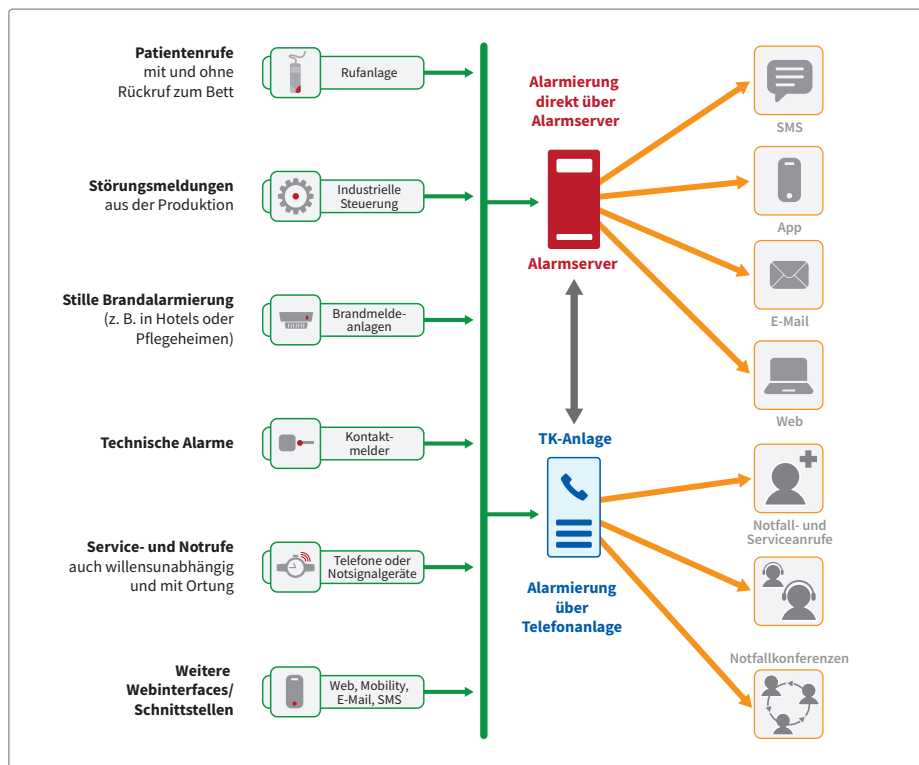 Patientenrufe
mit und ohne
Rückruf zum Bett
Rufanlage
Störungsmeldungen
aus der Produktion
Industrielle
Steuerung
Stille Brandalarmierung
(z. B. in Hotels oder
Pflegeheimen)
Brandmelde-
anlagen
Technische Alarme
Kontakt-
melder
Service- und Notrufe
auch willensunabhängig
und mit Ortung
Telefone oder
Notsignalgeräte
Weitere
Webinterfaces/
Schnittstellen
Web, Mobility,
E-Mail, SMS
Alarmierung
direkt über
Alarmserver
Alarmserver
TK-Anlage
Alarmierung
über
Telefonanlage
SMS
App
E-Mail
Web
Notfall- und
Serviceanrufe
Notfallkonferenzen